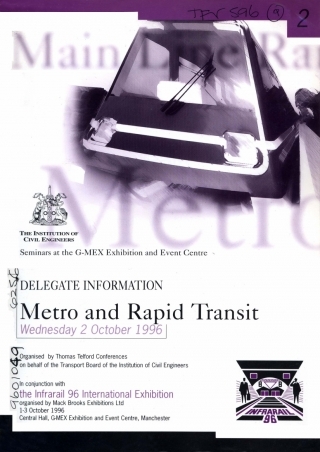 2
Main Line Ra
Metro
THE INSTITUTION OF
CIVIL ENGINEERS
Seminars at the G-MEX Exhibition and Event Centre
DELEGATE INFORMATION
Metro and Rapid Transit
Wednesday 2 October 1996
Organised by Thomas Telford Conferences
on behalf of the Transport Board of the Institution of Civil Engineers
In conjunction with
the Infrarail 96 International Exhibition
organised by Mack Brooks Exhibitions Ltd
1-3 October 1996
Central Hall, G-MEX Exhibition and Event Centre, Manchester
INFRARAIL
96